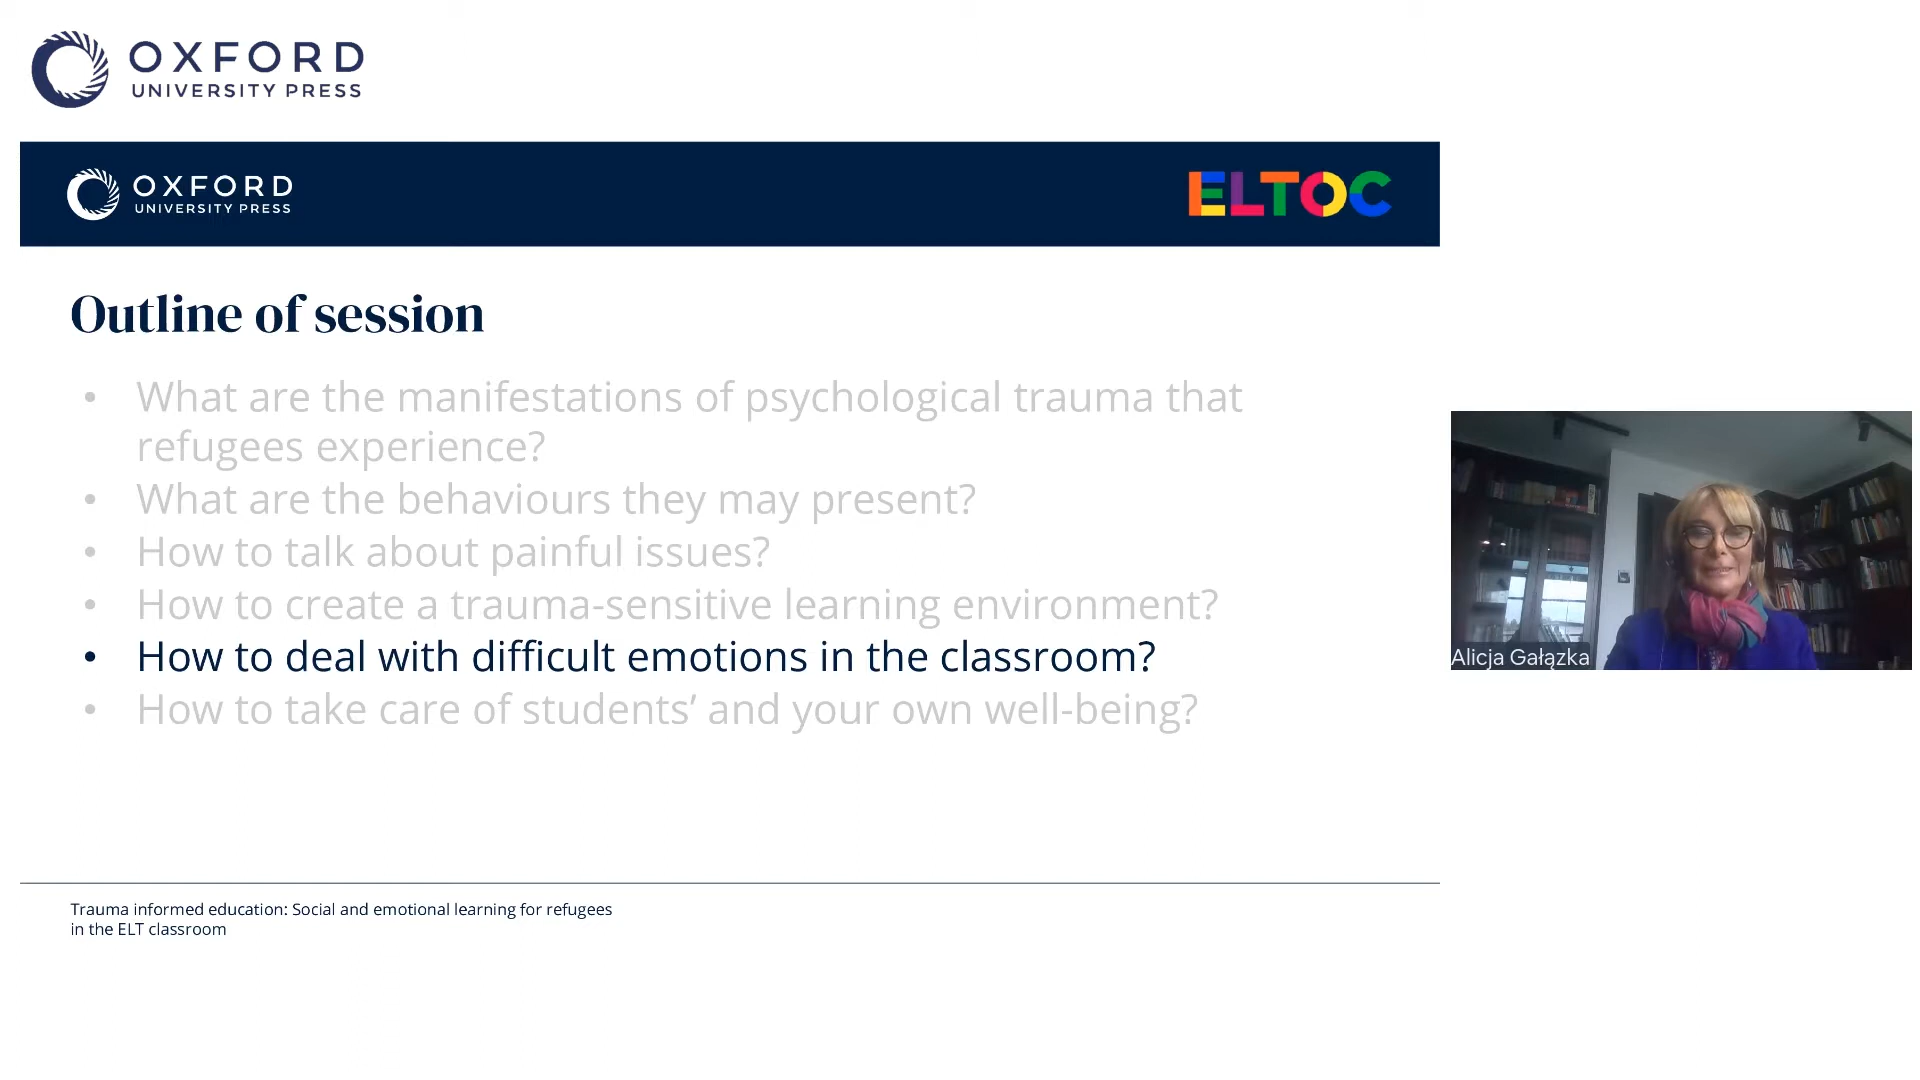 OXFORD
UNIVERSITY PRESS
OXFORD
UNIVERSITY PRESS
ELTOC
Outline of session
• What are the manifestations of psychological trauma that
refugees experience?
• What are the behaviours they may present?
• How to talk about painful issues?
• How to create a trauma-sensitive learning environment?
• How to deal with difficult emotions in the classroom?
• How to take care of students’ and your own well-being?
Alicja Gałązka
Trauma informed education: Social and emotional learning for refugees
in the ELT classroom